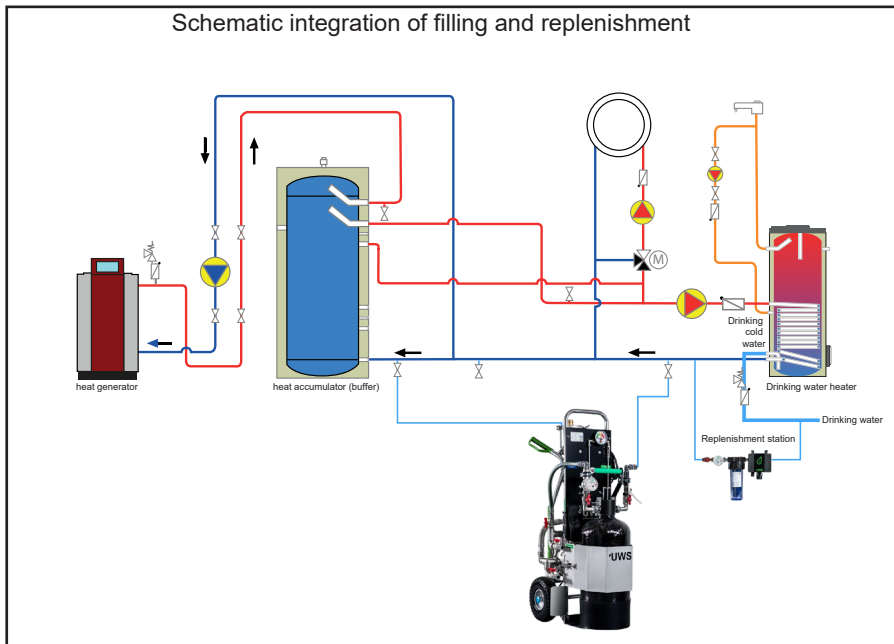 Schematic integration of filling and replenishment
M
Drinking
cold
water
heat generator
heat accumulator (buffer)
Drinking water heater
Drinking water
Replenishment station
UWS